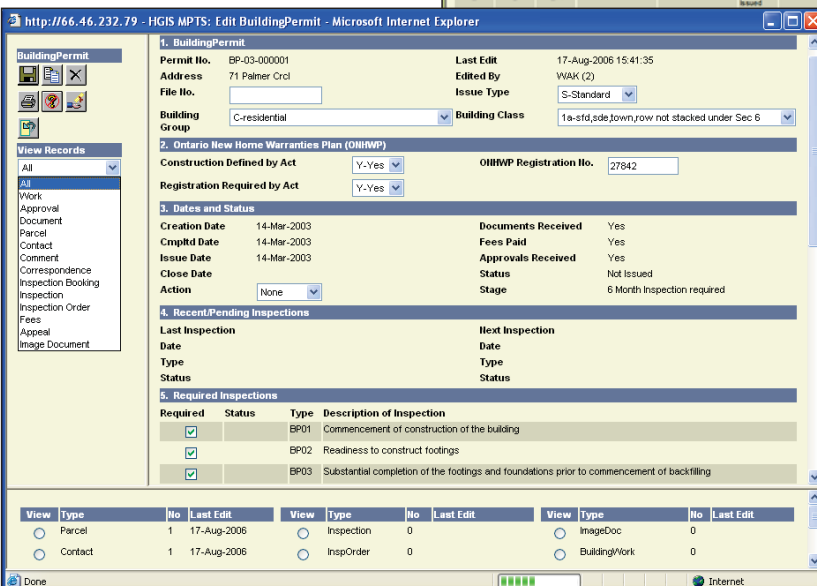 Issued
http://66.46.232.79 - HGIS MPTS: Edit BuildingPermit - Microsoft Internet Explorer
BuildingPermit
View Records
All
All
Work
Approval
Document
Parcel
Contact
Comment
Correspondence
Inspection Booking
Inspection
Inspection Order
Fees
Appeal
Image Document
1. BuildingPermit
Permit No. BP-03-000001 Last Edit 17-Aug-2006 15:41:35
Address 71 Palmer Crcl Edited By WAK (2)
File No. Issue Type S-Standard
Building Group C-residential Building Class 1a-sfd,sde,town,row not stacked under Sec 6
2. Ontario New Home Warranties Plan (ONHWP)
Construction Defined by Act Y-Yes ONHWP Registration No. 27842
Registration Required by Act Y-Yes
3. Dates and Status
Creation Date 14-Mar-2003 Documents Received Yes
Cmpltd Date 14-Mar-2003 Fees Paid Yes
Issue Date 14-Mar-2003 Approvals Received Yes
Close Date Status Not Issued
Action None Stage 6 Month Inspection required
4. Recent/Pending Inspections
Last Inspection Next Inspection
Date Date
Type Type
Status Status
5. Required Inspections
Required Status Type Description of Inspection
BP01 Commencement of construction of the building
BP02 Readiness to construct footings
BP03 Substantial completion of the footings and foundations prior to commencement of backfilling
View Type No Last Edit View Type No Last Edit View Type No Last Edit
Parcel 1 17-Aug-2006 Inspection 0 ImageDoc 0
Contact 1 17-Aug-2006 InspOrder 0 BuildingWork 0
Done Internet